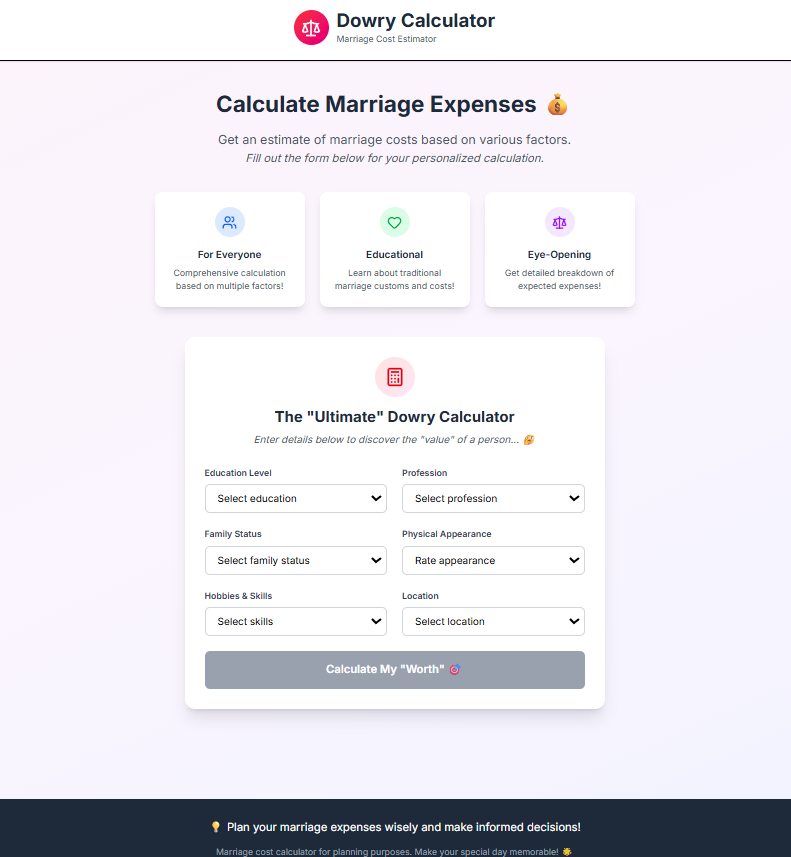 Dowry Calculator
Marriage Cost Estimator
Calculate Marriage Expenses 💰
Get an estimate of marriage costs based on various factors.
Fill out the form below for your personalized calculation.
For Everyone
Comprehensive calculation
based on multiple factors!
Educational
Learn about traditional
marriage customs and costs!
Eye-Opening
Get detailed breakdown of
expected expenses!
The "Ultimate" Dowry Calculator
Enter details below to discover the "value" of a person...
Education Level
Profession
Select education
Select profession
Family Status
Physical Appearance
Select family status
Rate appearance
Hobbies & Skills
Location
Select skills
Select location
Calculate My "Worth" 🎯
💡 Plan your marriage expenses wisely and make informed decisions!
Marriage cost calculator for planning purposes. Make your special day memorable!